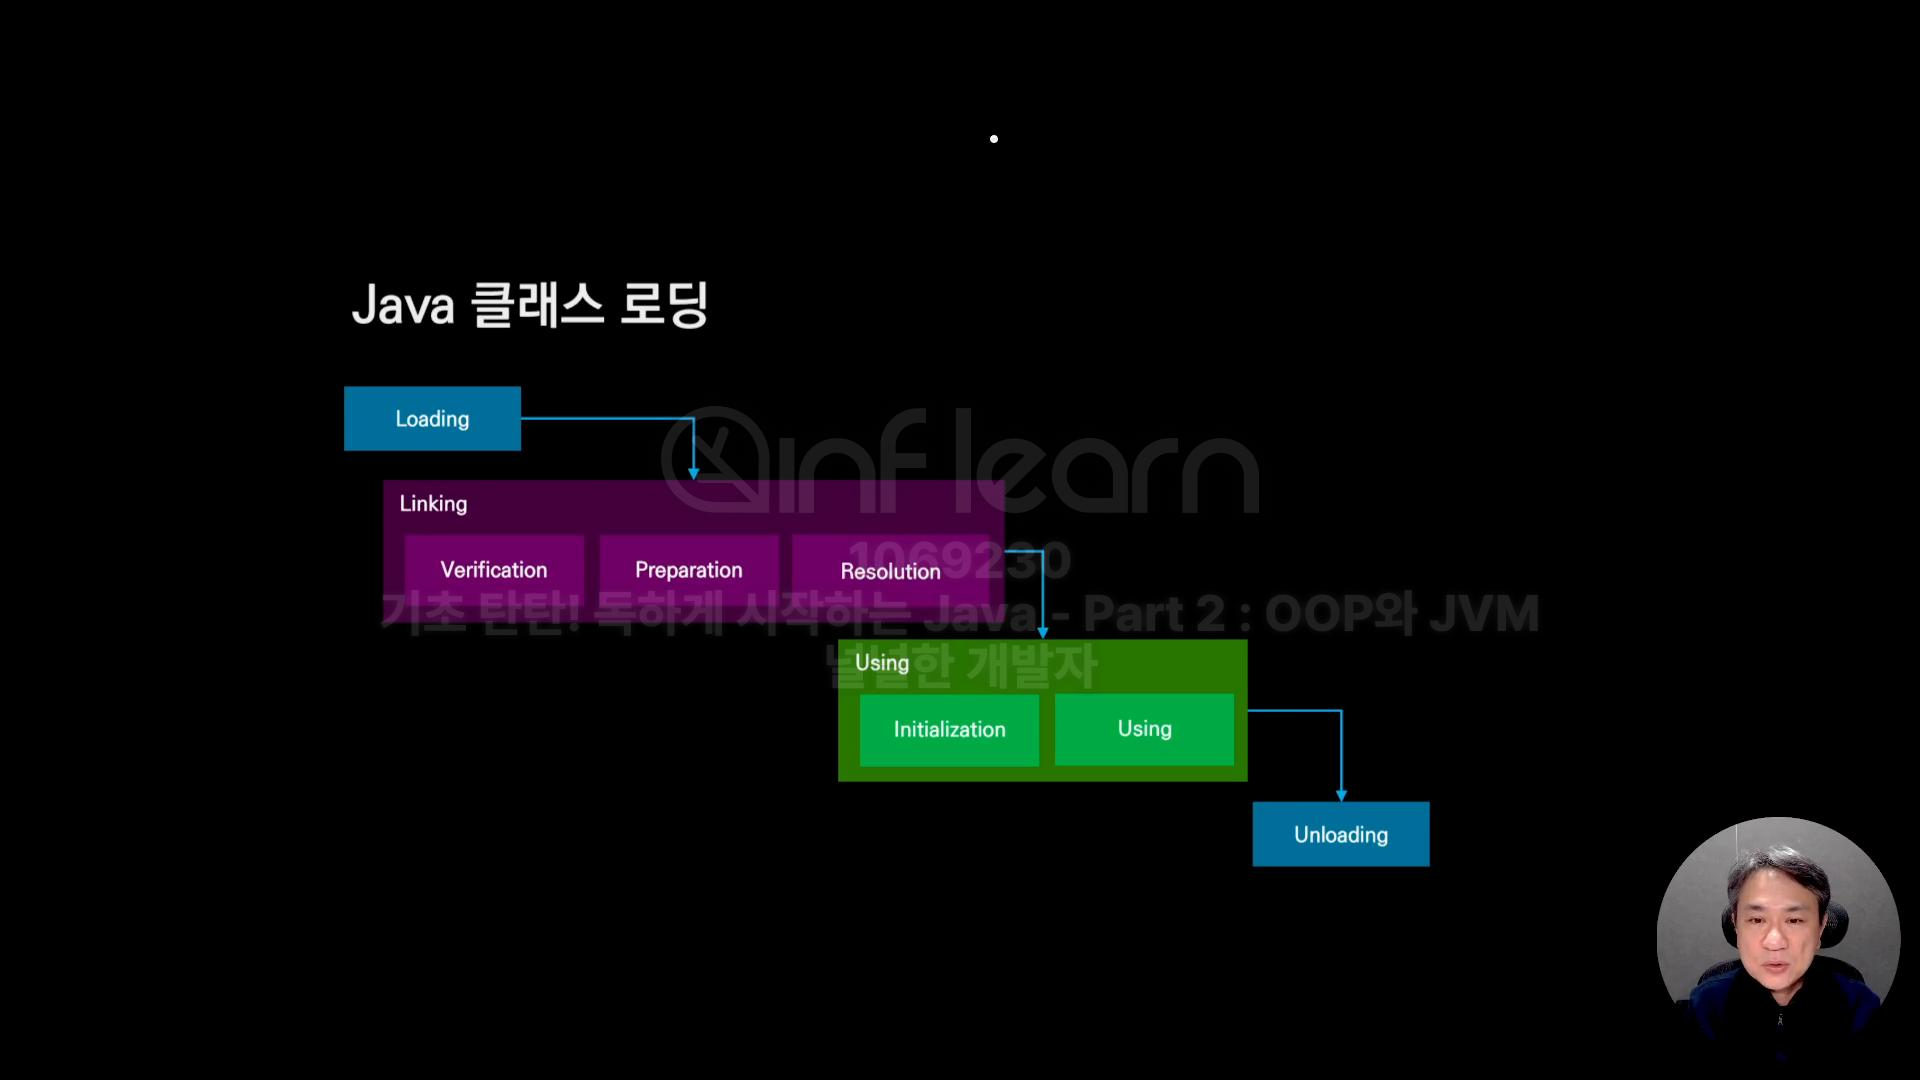 Java 클래스 로딩
Loading
inflearn
Linking
Verification
Preparation
Resolution
1069230
기초 탄탄! 독하게 시작하는 Java - Part 2 : OOP와 JVM
널널한 개발자
Using
Initialization
Using
Unloading